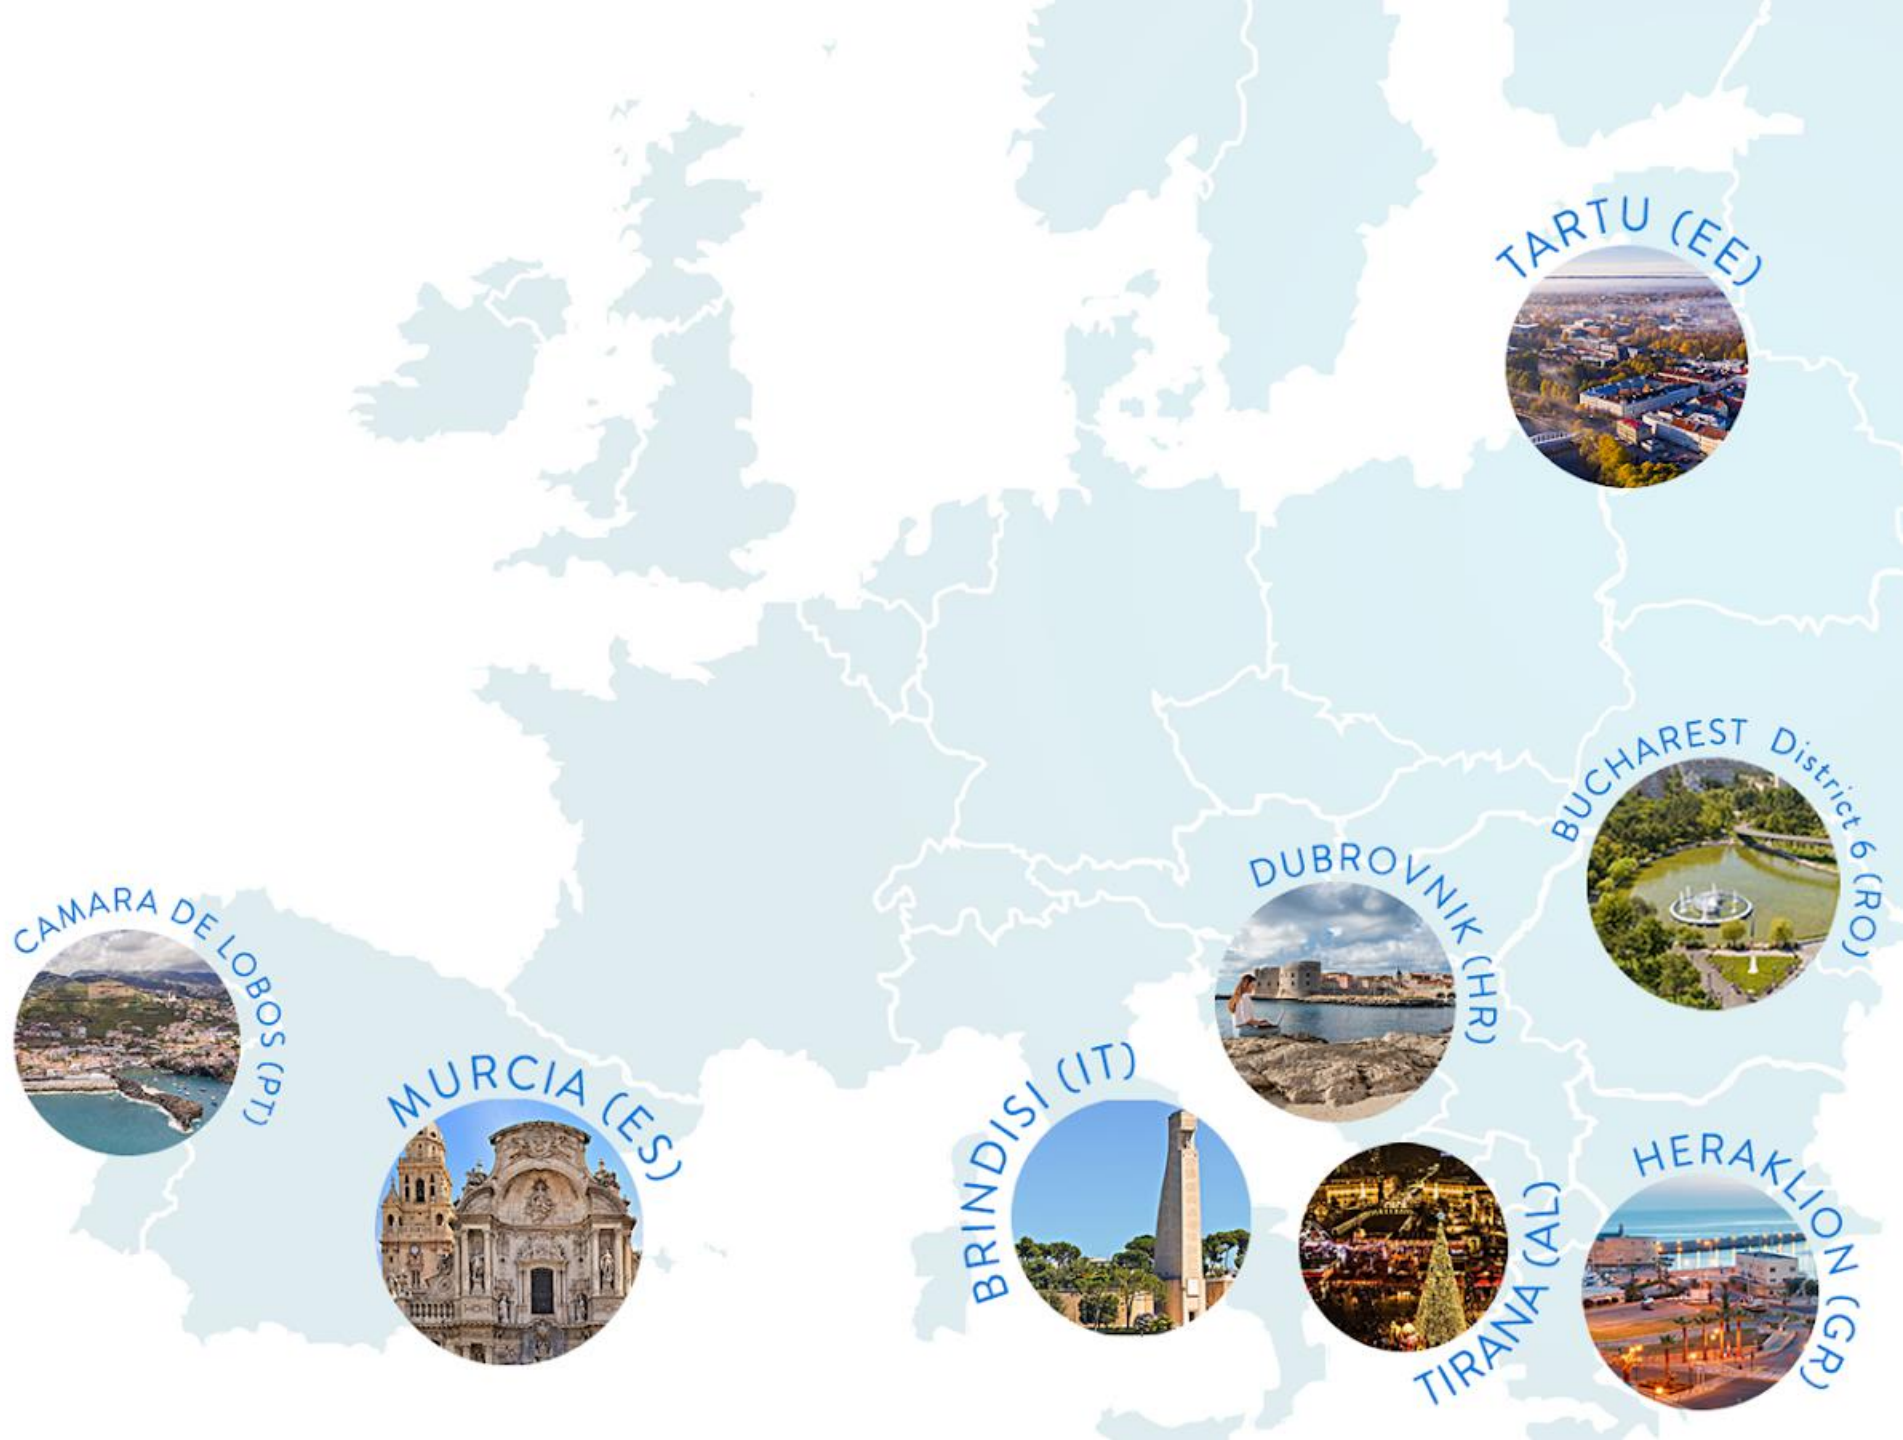 TARTU (EE)
BUCHAREST District 6 (RO)
DUBROVNIK (HR)
CAMARA DE LOBOS (PT)
MURCIA (ES)
BRINDISI (IT)
HERAKLION (GR)
TIRANA (AL)